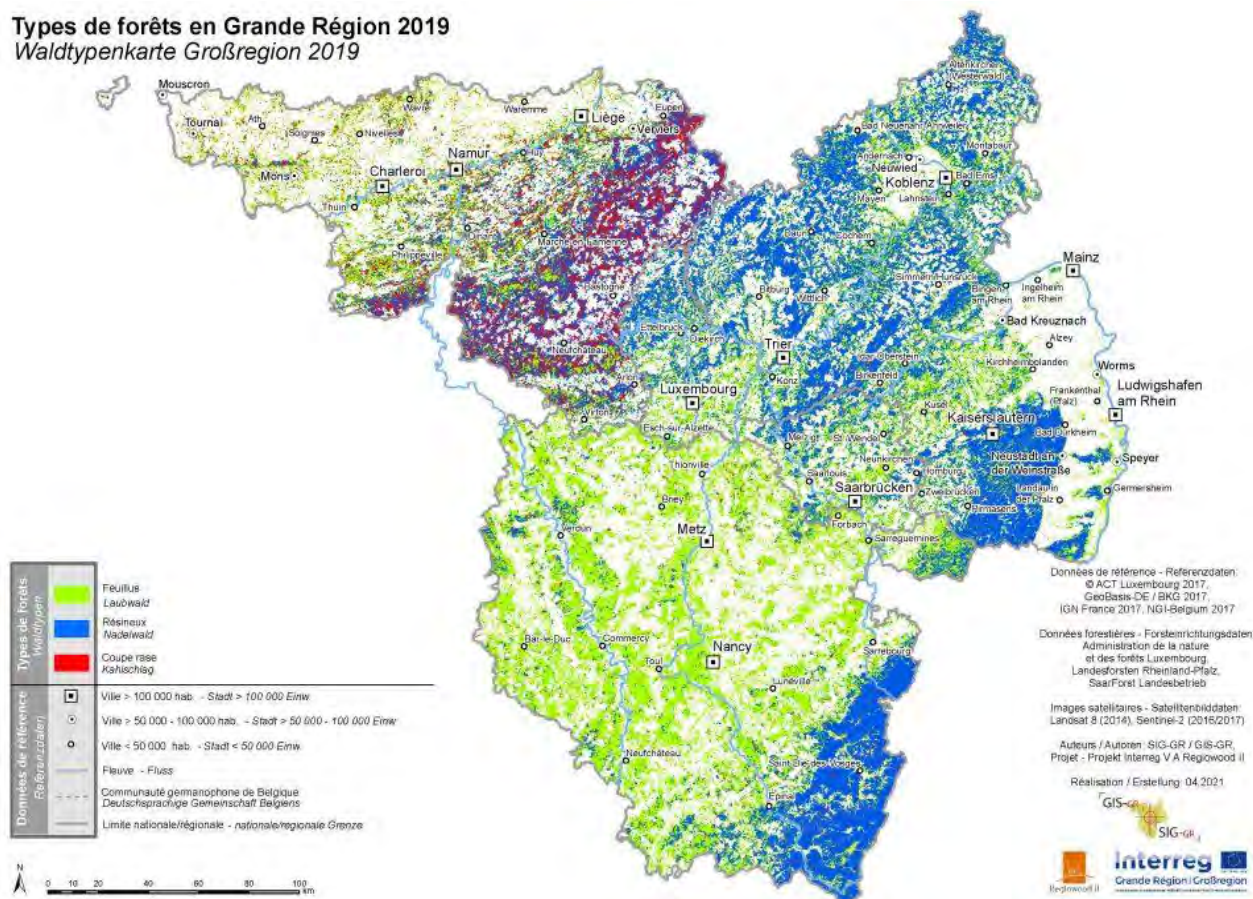 Types de forêts en Grande Région 2019
Waldtypenkarte Großregion 2019
Mouscron
Tournai
Ath
Soignies
Nivelles
Wavre
Waremme
Liège
Eupen
Verviers
Mons
Charleroi
Namur
Huy
Thuin
Philippeville
Marche-en-Famenne
Bastogne
Neufchâteau
Arlon
Virton
Altenkirchen
(Westerwald)
Bad Neuenahr-Ahrweiler
Montabaur
Andernach
Neuwied
Koblenz
Bad Ems
Mayen
Lahnstein
Daun
Cochem
Mainz
Simmern/Hunsrück
Bingen
am Rhein
Ingelheim
am Rhein
Bitburg
Wittlich
Bad Kreuznach
Alzey
Ettelbruck
Diekirch
Trier
Konz
Idar-Oberstein
Birkenfeld
Kirchheimbolanden
Worms
Luxembourg
Frankenthal
(Pfalz)
Ludwigshafen
am Rhein
Kusel
Kaiserslautern
Bad Dürkheim
Esch-sur-Alzette
Merzig
St. Wendel
Neunkirchen
Homburg
Neustadt an
der Weinstraße
Speyer
Thionville
Saarlouis
Saarbrücken
Zweibrücken
Landau in
der Pfalz
Germersheim
Pirmasens
Briey
Forbach
Metz
Sarreguemines
Verdun
Bar-le-Duc
Commercy
Toul
Nancy
Sarrebourg
Lunéville
Neufchâteau
Saint-Dié-des-Vosges
Epinal
Types de forêts
Waldtypen
Feuillus
Laubwald
Résineux
Nadelwald
Coupe rase
Kahlschlag
Données de référence
Referenzdaten
Ville > 100 000 hab. - Stadt > 100 000 Einw
Ville > 50 000 - 100 000 hab. - Stadt > 50 000 - 100 000 Einw
Ville < 50 000 hab. - Stadt < 50 000 Einw
Fleuve - Fluss
Communauté germanophone de Belgique
Deutschsprachige Gemeinschaft Belgiens
Limite nationale/régionale - nationale/regionale Grenze
N
0 10 20 40 60 80 100
km
Données de référence - Referenzdaten:
© ACT Luxembourg 2017,
GeoBasis-DE / BKG 2017,
IGN France 2017, NGI-Belgium 2017
Données forestières - Forsteinrichtungsdaten:
Administration de la nature
et des forêts Luxembourg,
Landesforsten Rheinland-Pfalz,
SaarForst Landesbetrieb
Images satellitaires - Satellitenbilddaten:
Landsat 8 (2014), Sentinel-2 (2016/2017)
Auteurs / Autoren: SIG-GR / GIS-GR,
Projet - Projekt Interreg V A Regiowood II
Réalisation / Erstellung: 04.2021
GIS-GR
SIG-GR
Regiowood II
Interreg
Grande Région | Großregion